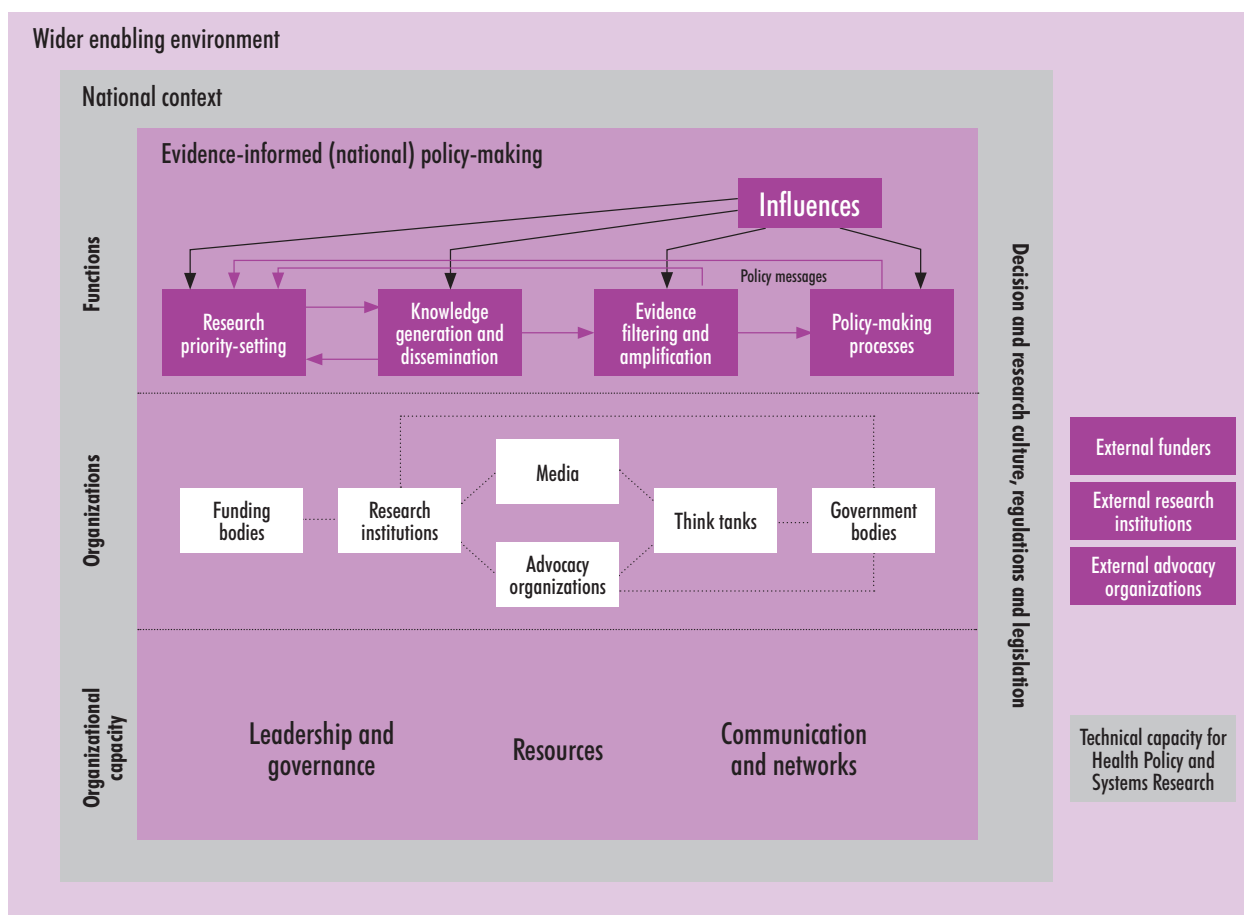 Wider enabling environment
National context
Evidence-informed (national) policy-making
Influences
Functions
Policy messages
Research
priority-setting
Knowledge
generation and
dissemination
Evidence
filtering and
amplification
Policy-making
processes
Decision and research culture, regulations and legislation
Organizations
Funding
bodies
Research
institutions
Media
Advocacy
organizations
Think tanks
Government
bodies
External funders
External research
institutions
External advocacy
organizations
Organizational
capacity
Leadership and
governance
Resources
Communication
and networks
Technical capacity for
Health Policy and
Systems Research